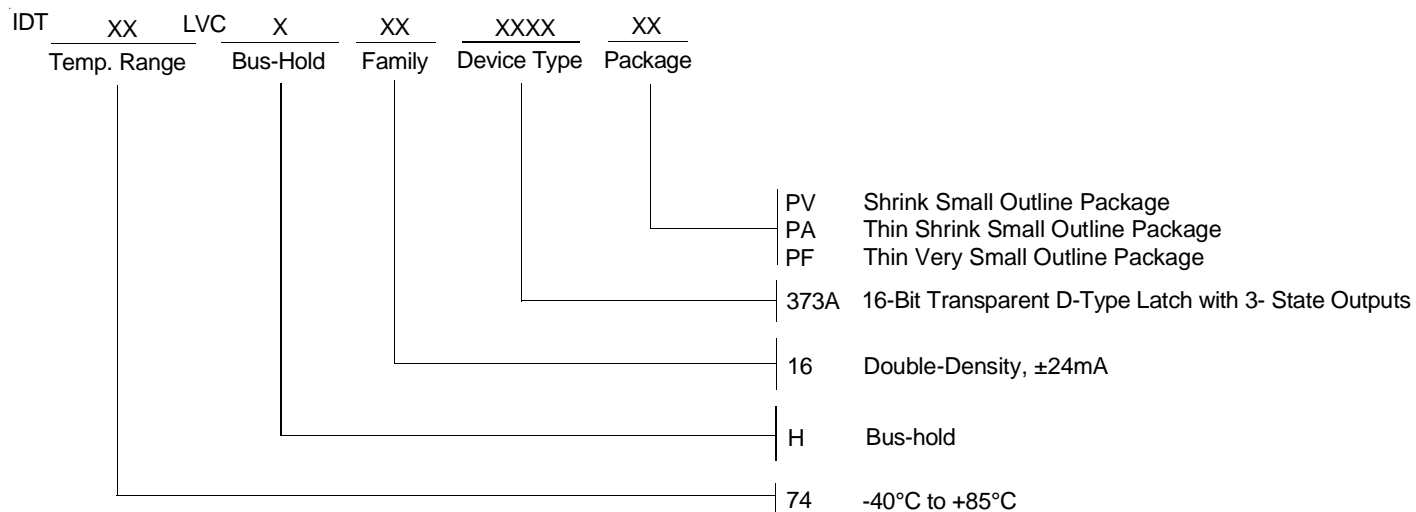 IDT XX LVC X XX XXXX XX
Temp. Range Bus-Hold Family Device Type Package
PV Shrink Small Outline Package
PA Thin Shrink Small Outline Package
PF Thin Very Small Outline Package
373A 16-Bit Transparent D-Type Latch with 3- State Outputs
16 Double-Density, ±24mA
H Bus-hold
74 -40°C to +85°C